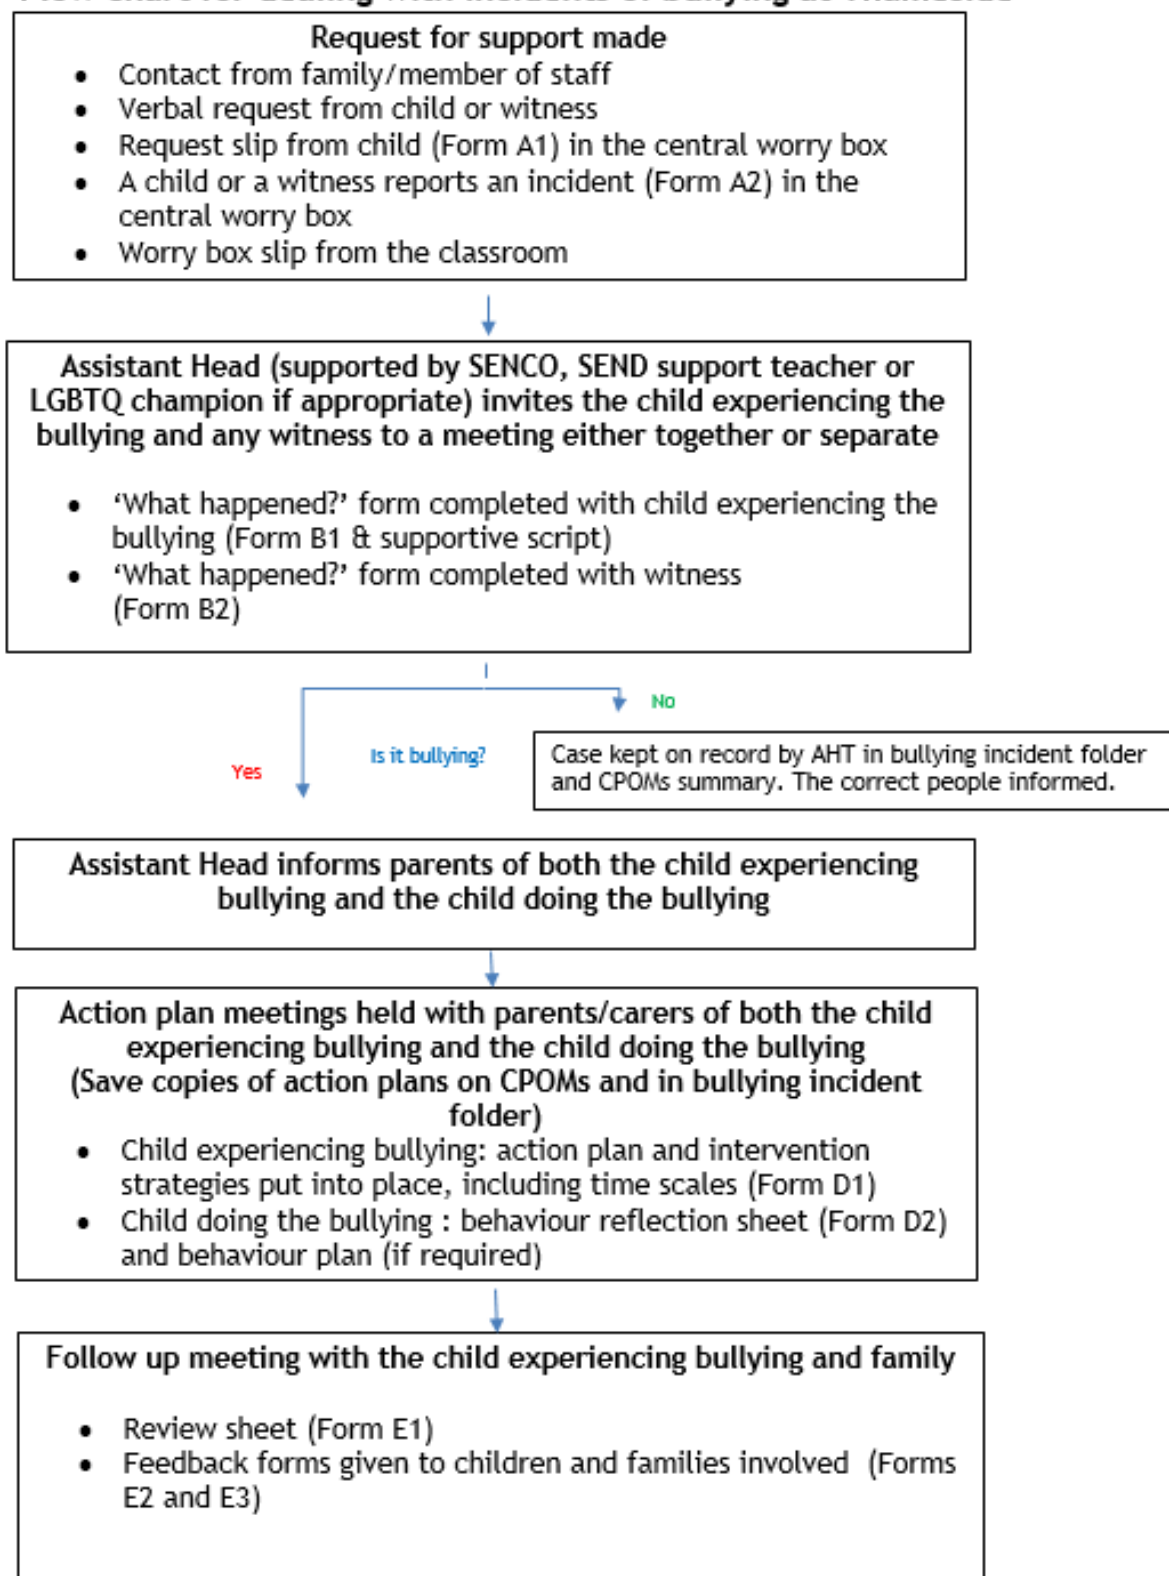 Request for support made
• Contact from family/member of staff
• Verbal request from child or witness
• Request slip from child (Form A1) in the central worry box
• A child or a witness reports an incident (Form A2) in the
central worry box
• Worry box slip from the classroom
Assistant Head (supported by SENCO, SEND support teacher or
LGBTQ champion if appropriate) invites the child experiencing the
bullying and any witness to a meeting either together or separate
• ‘What happened?’ form completed with child experiencing the
bullying (Form B1 & supportive script)
• ‘What happened?’ form completed with witness
(Form B2)
No
Is it bullying?
Yes
Case kept on record by AHT in bullying incident folder
and CPOMs summary. The correct people informed.
Assistant Head informs parents of both the child experiencing
bullying and the child doing the bullying
Action plan meetings held with parents/carers of both the child
experiencing bullying and the child doing the bullying
(Save copies of action plans on CPOMs and in bullying incident
folder)
• Child experiencing bullying: action plan and intervention
strategies put into place, including time scales (Form D1)
• Child doing the bullying : behaviour reflection sheet (Form D2)
and behaviour plan (if required)
Follow up meeting with the child experiencing bullying and family
• Review sheet (Form E1)
• Feedback forms given to children and families involved (Forms
E2 and E3)